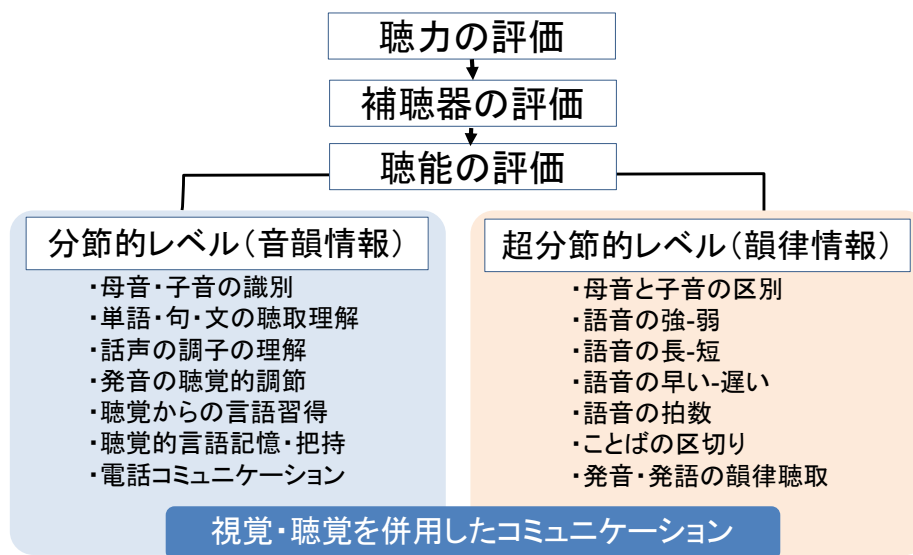 聴力の評価
補聴器の評価
聴能の評価
分節的レベル(音韻情報)
・母音・子音の識別
・単語・句・文の聴取理解
・話声の調子の理解
・発音の聴覚的調節
・聴覚からの言語習得
・聴覚的言語記憶・把持
・電話コミュニケーション
超分節的レベル(韻律情報)
・母音と子音の区別
・語音の強-弱
・語音の長-短
・語音の早い-遅い
・語音の拍数
・ことばの区切り
・発音・発語の韻律聴取
視覚・聴覚を併用したコミュニケーション